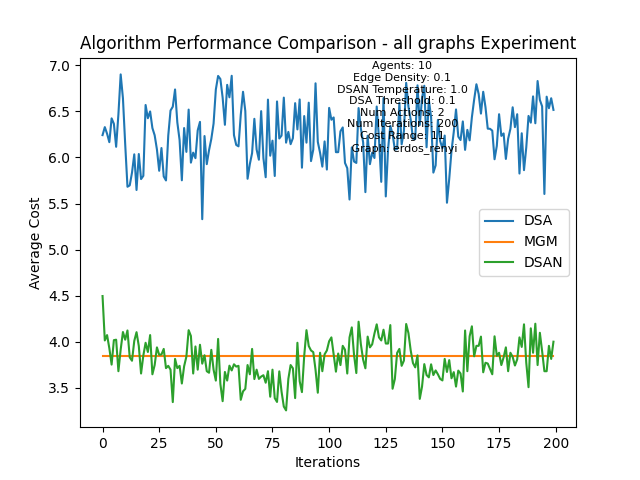 Algorithm Performance Comparison - all graphs Experiment
Agents: 10
Edge Density: 0.1
DSAN Temperature: 1.0
DSA Threshold: 0.1
Num Actions: 2
Num Iterations: 200
Cost Range: 11
Graph: erdos_renyi
7.0
6.5
6.0
5.5
5.0
4.5
4.0
3.5
Average Cost
DSA
MGM
DSAN
0 25 50 75 100 125 150 175 200
Iterations